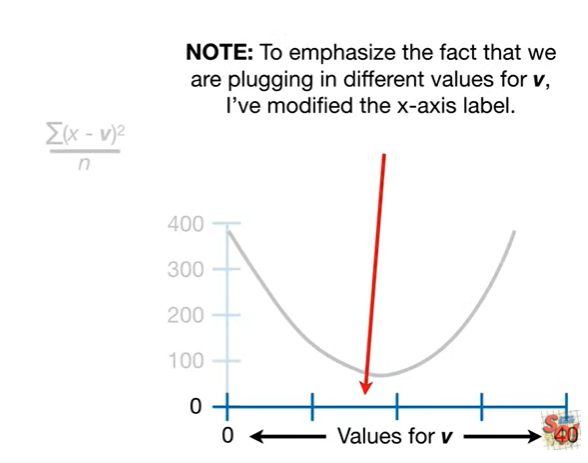 NOTE: To emphasize the fact that we
are plugging in different values for v,
I've modified the x-axis label.
∑(x - v)²
n
400
300
200
100
0
0
Values for v
40